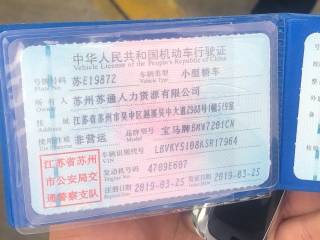 中华人民共和国机动车行驶证
Vehicle License of the People's Republic of China
号牌号码 苏E19872 车辆类型 小型轿车
所有人 苏州苏通人力资源有限公司
江苏省苏州市吴中区越溪吴中大道2588号1幢5F9室
使用性质 非营运 品牌型号 宝马牌BMW7201CN
江苏省苏州
市公安局交
通警察支队
车辆识别代号 LBVKY5108KSR17964
VIN
发动机号码 4709E607
Engine No.
注册日期 2019-03-25 发证日期 2019-03-25